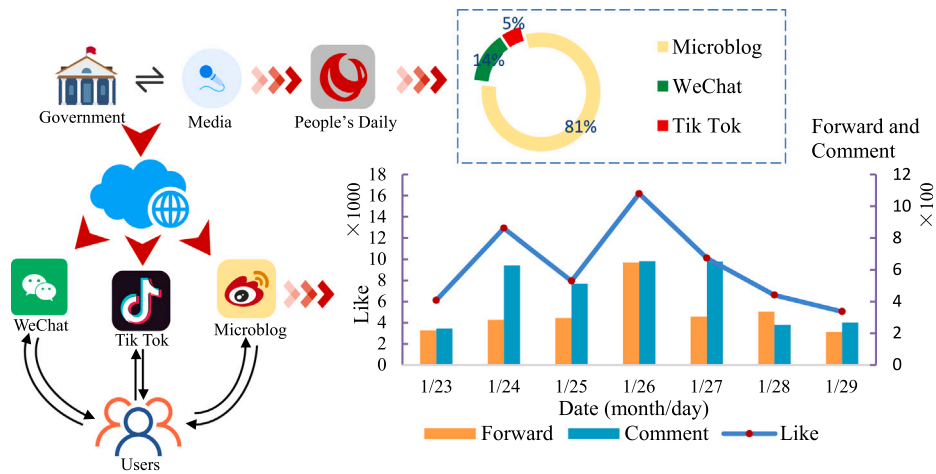 5%
14%
81%
Microblog
WeChat
Tik Tok
Government
Media
People's Daily
Forward and
Comment
WeChat
Tik Tok
Microblog
Users
×1000
Like
18
16
14
12
10
8
6
4
2
0
12
10
8
6
4
2
0
×100
1/23 1/24 1/25 1/26 1/27 1/28 1/29
Date (month/day)
Forward Comment Like